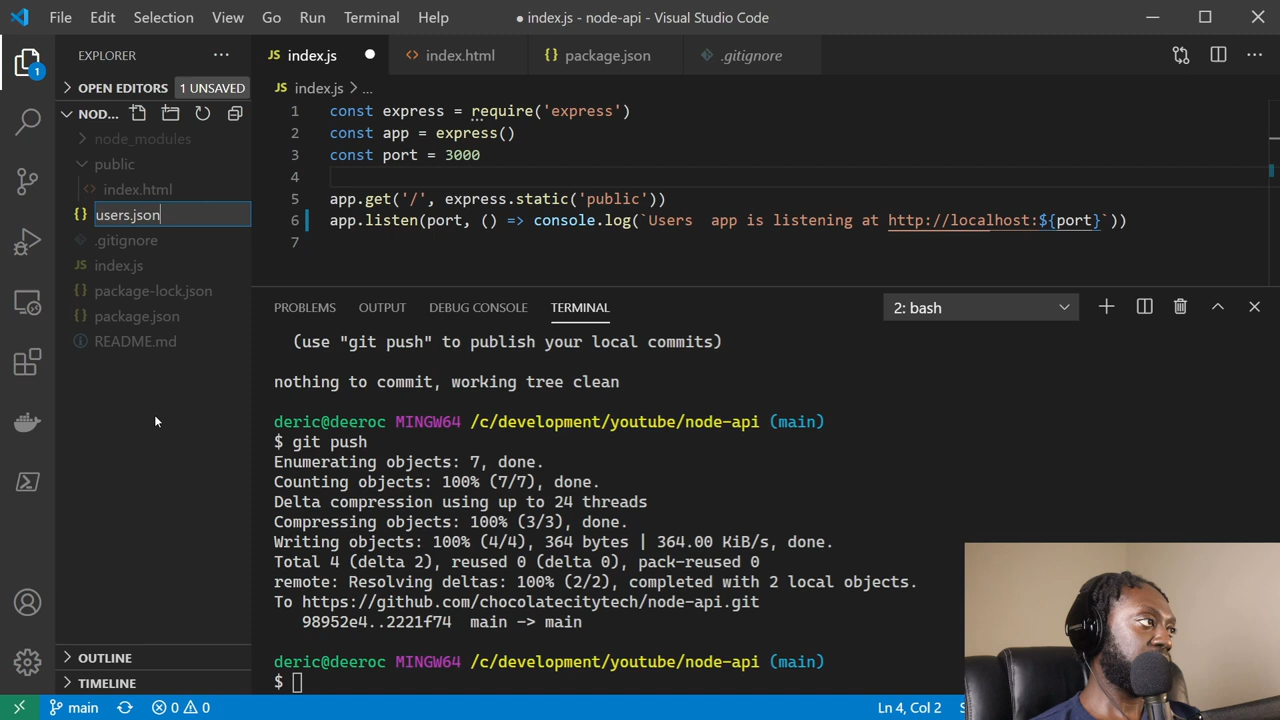 File Edit Selection View Go Run Terminal Help
● index.js - node-api - Visual Studio Code
EXPLORER ···
JS index.js ●
<> index.html
{} package.json
.gitignore
1
OPEN EDITORS 1 UNSAVED
JS index.js > ...
NOD...
node_modules
public
<> index.html
{} users.json
.gitignore
JS index.js
{} package-lock.json
{} package.json
README.md
OUTLINE
TIMELINE
1 const express = require('express')
2 const app = express()
3 const port = 3000
4
5 app.get('/', express.static('public'))
6 app.listen(port, () => console.log(`Users  app is listening at http://localhost:${port}`))
7
PROBLEMS OUTPUT DEBUG CONSOLE TERMINAL
2: bash
(use "git push" to publish your local commits)
nothing to commit, working tree clean
deric@deeroc MINGW64 /c/development/youtube/node-api (main)
$ git push
Enumerating objects: 7, done.
Counting objects: 100% (7/7), done.
Delta compression using up to 24 threads
Compressing objects: 100% (3/3), done.
Writing objects: 100% (4/4), 364 bytes | 364.00 KiB/s, done.
Total 4 (delta 2), reused 0 (delta 0), pack-reused 0
remote: Resolving deltas: 100% (2/2), completed with 2 local objects.
To https://github.com/chocolatecitytech/node-api.git
98952e4..2221f74  main -> main
deric@deeroc MINGW64 /c/development/youtube/node-api (main)
$
main 0 0
Ln 4, Col 2